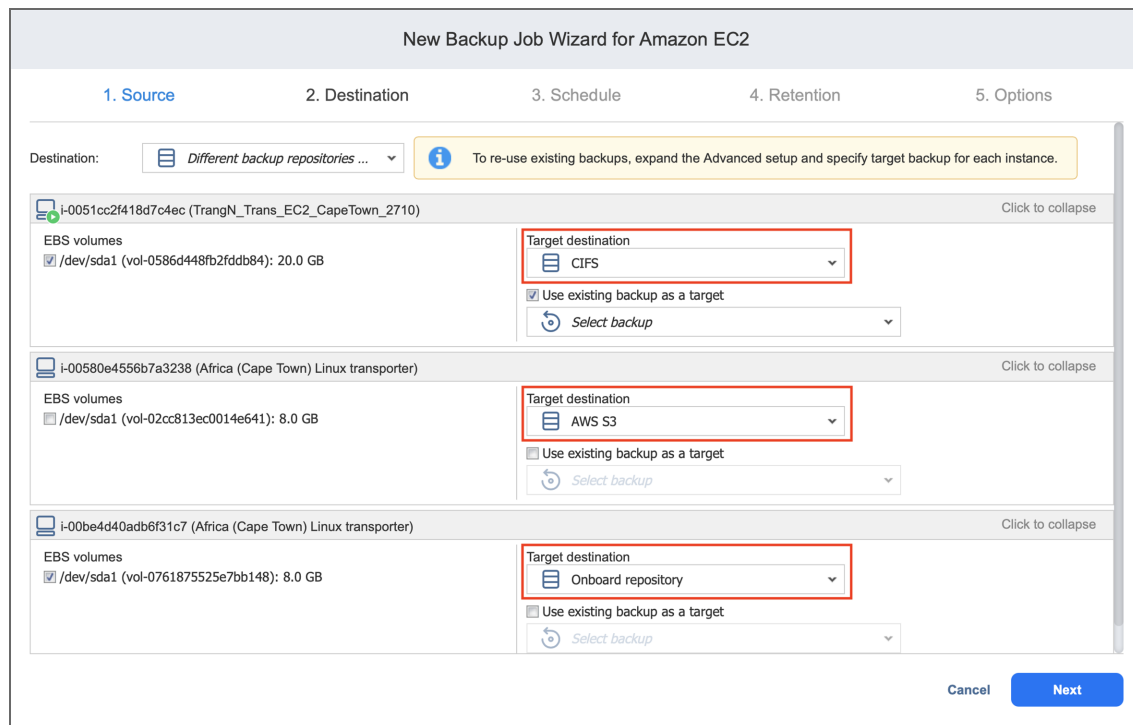 New Backup Job Wizard for Amazon EC2
1. Source 2. Destination 3. Schedule 4. Retention 5. Options
Destination: Different backup repositories ... To re-use existing backups, expand the Advanced setup and specify target backup for each instance.
i-0051cc2f418d7c4ec (TrangN_Trans_EC2_CapeTown_2710) Click to collapse
EBS volumes Target destination
/dev/sda1 (vol-0586d448fb2fddb84): 20.0 GB CIFS
Use existing backup as a target
Select backup
i-00580e4556b7a3238 (Africa (Cape Town) Linux transporter) Click to collapse
EBS volumes Target destination
/dev/sda1 (vol-02cc813ec0014e641): 8.0 GB AWS S3
Use existing backup as a target
Select backup
i-00be4d40adb6f31c7 (Africa (Cape Town) Linux transporter) Click to collapse
EBS volumes Target destination
/dev/sda1 (vol-0761875525e7bb148): 8.0 GB Onboard repository
Use existing backup as a target
Select backup
Cancel Next